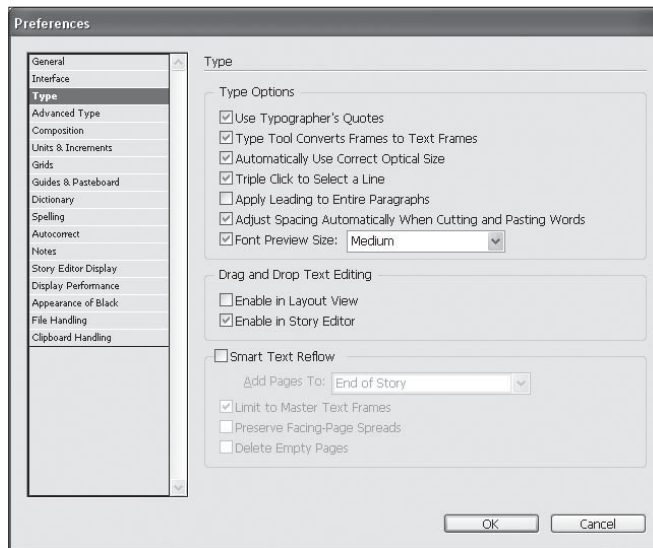 Preferences
General
Interface
Type
Advanced Type
Composition
Units & Increments
Grids
Guides & Pasteboard
Dictionary
Spelling
Autocorrect
Notes
Story Editor Display
Display Performance
Appearance of Black
File Handling
Clipboard Handling
Type
Type Options
Use Typographer's Quotes
Type Tool Converts Frames to Text Frames
Automatically Use Correct Optical Size
Triple Click to Select a Line
Apply Leading to Entire Paragraphs
Adjust Spacing Automatically When Cutting and Pasting Words
Font Preview Size: Medium
Drag and Drop Text Editing
Enable in Layout View
Enable in Story Editor
Smart Text Reflow
Add Pages To: End of Story
Limit to Master Text Frames
Preserve Facing-Page Spreads
Delete Empty Pages
OK Cancel